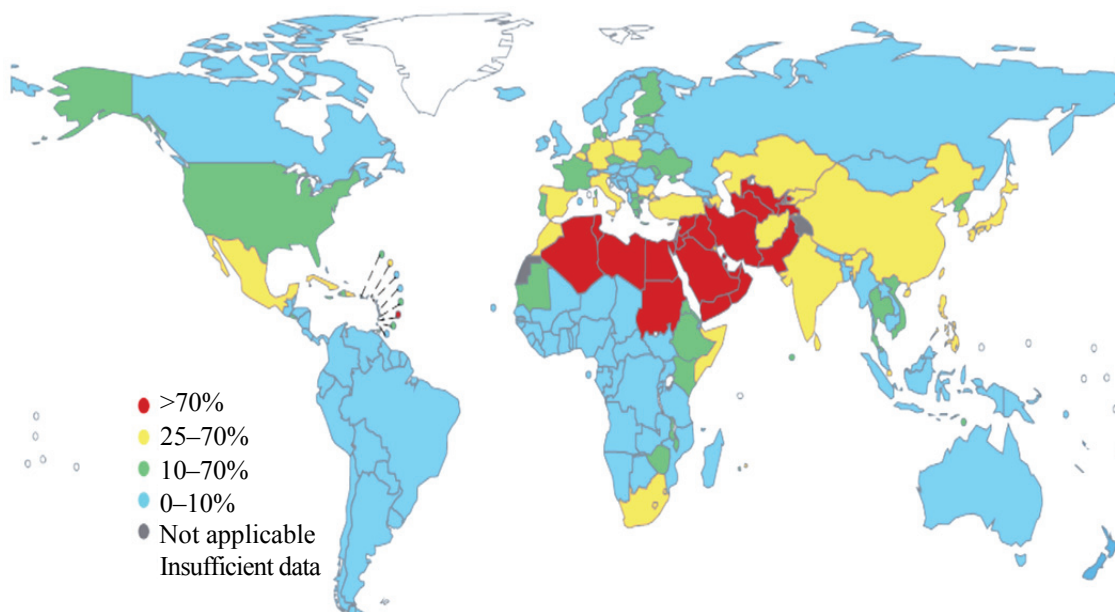 >70%
25–70%
10–70%
0–10%
Not applicable
Insufficient data